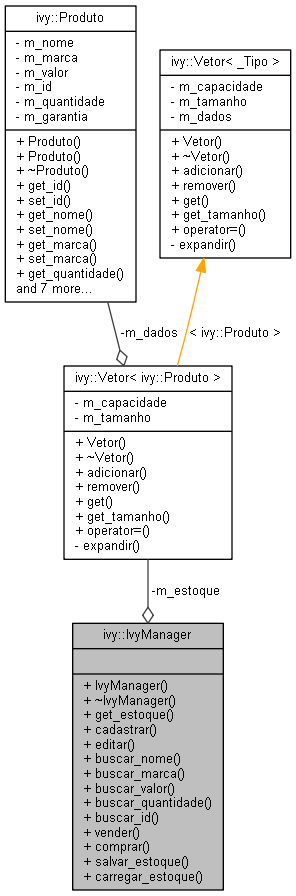 ivy::Produto
- m_nome
- m_marca
- m_valor
- m_id
- m_quantidade
- m_garantia
+ Produto()
+ Produto()
+ ~Produto()
+ get_id()
+ set_id()
+ get_nome()
+ set_nome()
+ get_marca()
+ set_marca()
+ get_quantidade()
and 7 more...
ivy::Vetor< _Tipo >
- m_capacidade
- m_tamanho
- m_dados
+ Vetor()
+ ~Vetor()
+ adicionar()
+ remover()
+ get()
+ get_tamanho()
+ operator=()
- expandir()
-m_dados
< ivy::Produto >
ivy::Vetor< ivy::Produto >
- m_capacidade
- m_tamanho
+ Vetor()
+ ~Vetor()
+ adicionar()
+ remover()
+ get()
+ get_tamanho()
+ operator=()
- expandir()
-m_estoque
ivy::IvyManager
+ IvyManager()
+ ~IvyManager()
+ get_estoque()
+ cadastrar()
+ editar()
+ buscar_nome()
+ buscar_marca()
+ buscar_valor()
+ buscar_quantidade()
+ buscar_id()
+ vender()
+ comprar()
+ salvar_estoque()
+ carregar_estoque()